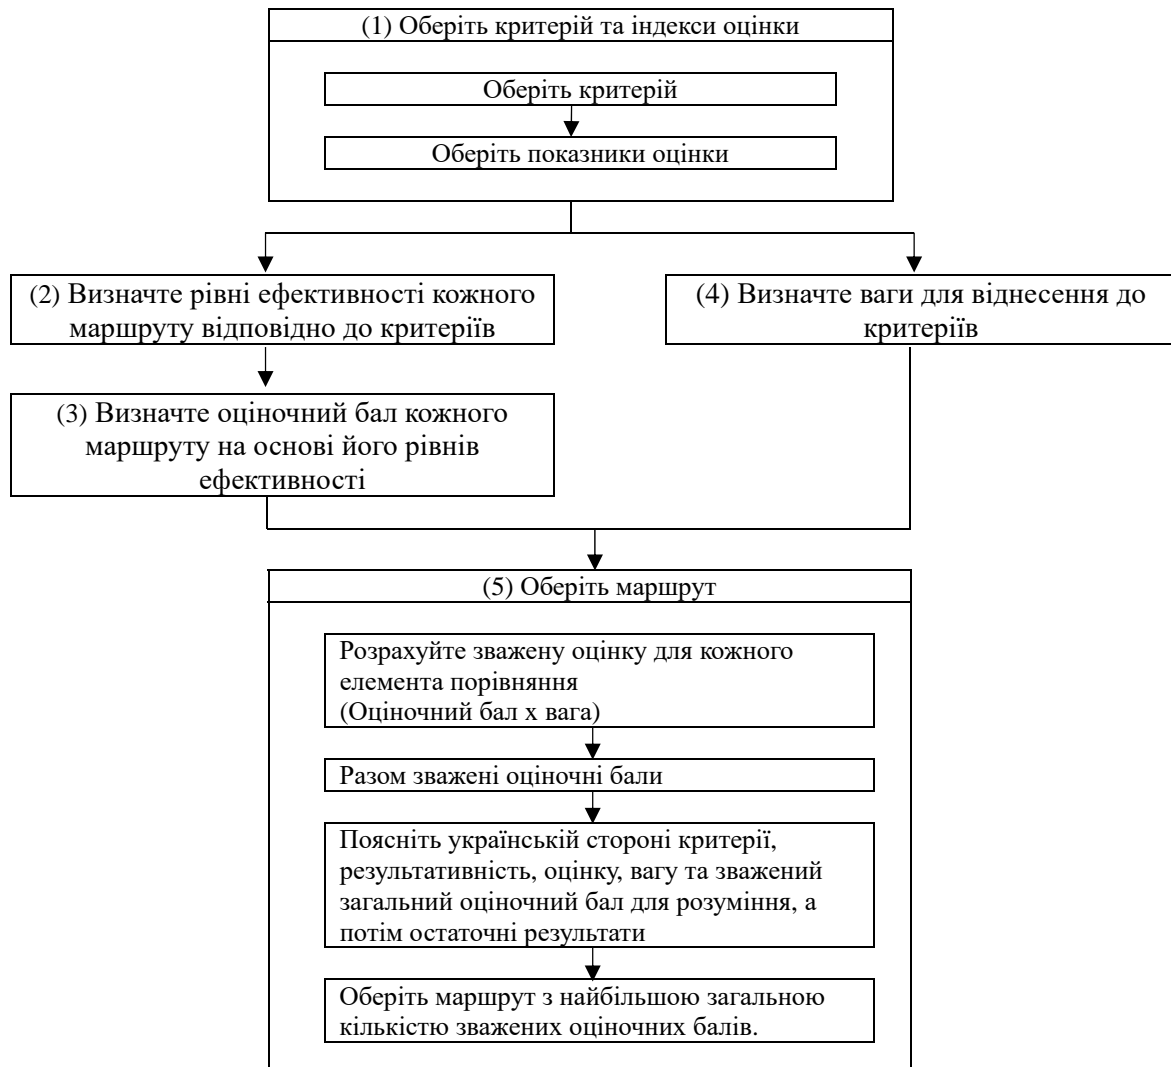 (1) Оберіть критерій та індекси оцінки
Оберіть критерій
Оберіть показники оцінки
(2) Визначте рівні ефективності кожного
маршруту відповідно до критеріїв
(4) Визначте ваги для віднесення до
критеріїв
(3) Визначте оціночний бал кожного
маршруту на основі його рівнів
ефективності
(5) Оберіть маршрут
Розрахуйте зважену оцінку для кожного
елемента порівняння
(Оціночний бал x вага)
Разом зважені оціночні бали
Поясніть українській стороні критерії,
результативність, оцінку, вагу та зважений
загальний оціночний бал для розуміння, а
потім остаточні результати
Оберіть маршрут з найбільшою загальною
кількістю зважених оціночних балів.